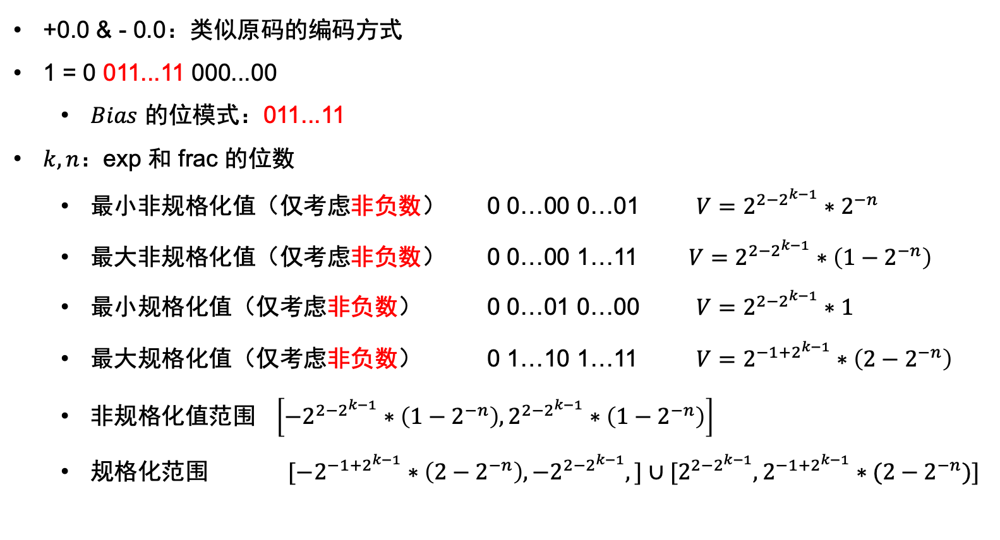 • +0.0 & - 0.0：类似原码的编码方式
• 1 = 0 011...11 000...00
• Bias 的位模式：011...11
• k, n：exp 和 frac 的位数
• 最小非规格化值（仅考虑非负数） 0 0...00 0...01 V = 2^{2−2^{k−1}} * 2^{−n}
• 最大非规格化值（仅考虑非负数） 0 0...00 1...11 V = 2^{2−2^{k−1}} * (1 − 2^{−n})
• 最小规格化值（仅考虑非负数） 0 0...01 0...00 V = 2^{2−2^{k−1}} * 1
• 最大规格化值（仅考虑非负数） 0 1...10 1...11 V = 2^{−1+2^{k−1}} * (2 − 2^{−n})
• 非规格化值范围 [−2^{2−2^{k−1}} * (1 − 2^{−n}), 2^{2−2^{k−1}} * (1 − 2^{−n})]
• 规格化范围 [−2^{−1+2^{k−1}} * (2 − 2^{−n}), −2^{2−2^{k−1}}, ] ∪ [2^{2−2^{k−1}}, 2^{−1+2^{k−1}} * (2 − 2^{−n})]